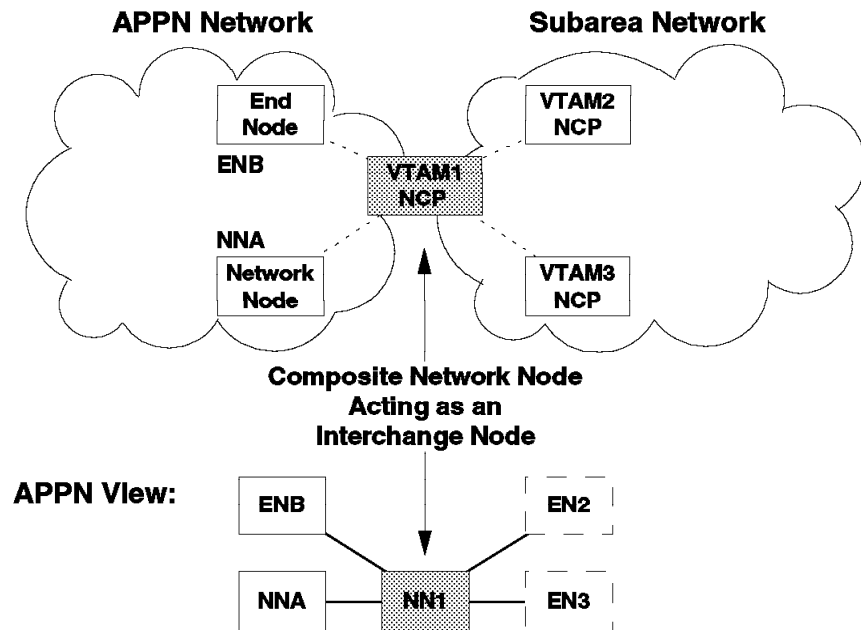 APPN Network
Subarea Network
End
Node
ENB
VTAM2
NCP
VTAM1
NCP
NNA
Network
Node
VTAM3
NCP
Composite Network Node
Acting as an
Interchange Node
APPN View:
ENB
EN2
NNA
NN1
EN3